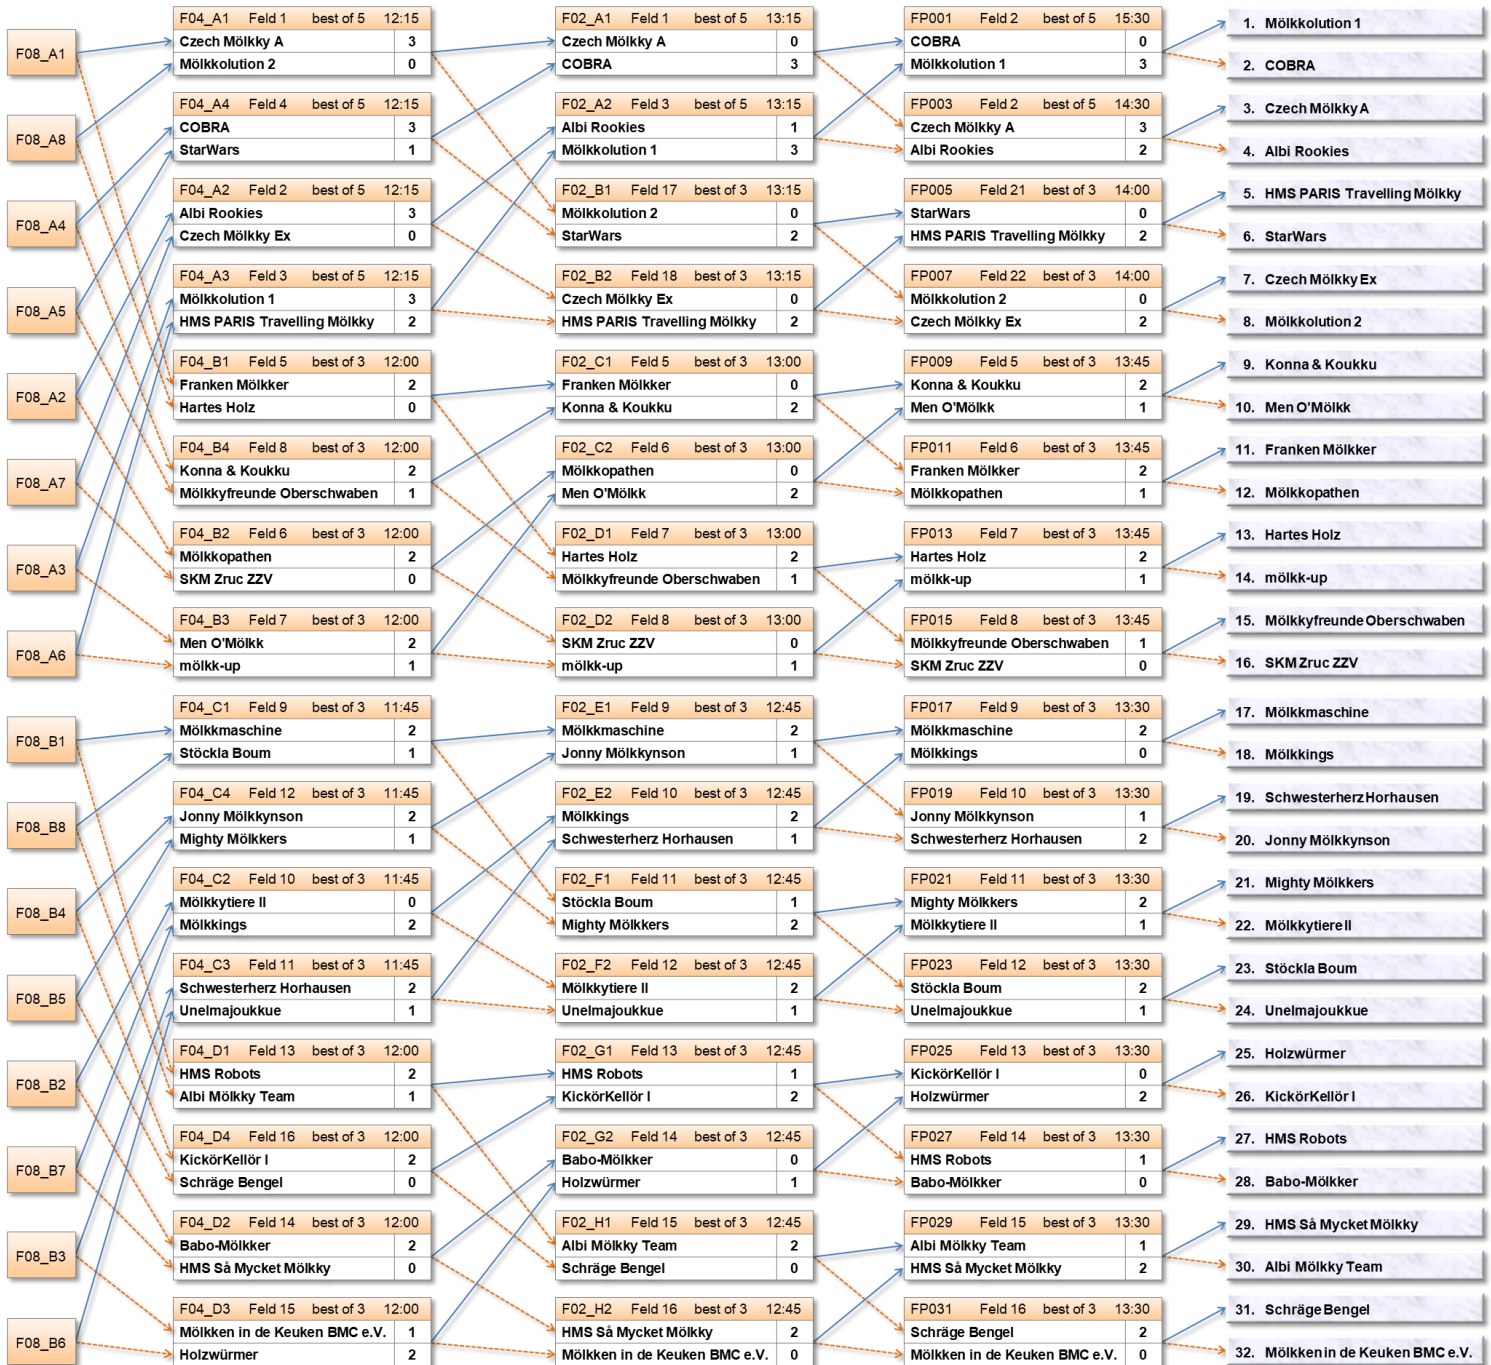 F08_A1
F08_A8
F08_A4
F08_A5
F08_A2
F08_A7
F08_A3
F08_A6
F08_B1
F08_B8
F08_B4
F08_B5
F08_B2
F08_B7
F08_B3
F08_B6
F04_A1 Feld 1 best of 5 12:15
Czech Mölkky A 3
Mölkkolution 2 0
F04_A4 Feld 4 best of 5 12:15
COBRA 3
StarWars 1
F04_A2 Feld 2 best of 5 12:15
Albi Rookies 3
Czech Mölkky Ex 0
F04_A3 Feld 3 best of 5 12:15
Mölkkolution 1 3
HMS PARIS Travelling Mölkky 2
F04_B1 Feld 5 best of 3 12:00
Franken Mölkker 2
Hartes Holz 0
F04_B4 Feld 8 best of 3 12:00
Konna & Koukku 2
Mölkkyfreunde Oberschwaben 1
F04_B2 Feld 6 best of 3 12:00
Mölkkopathen 2
SKM Zruc ZZV 0
F04_B3 Feld 7 best of 3 12:00
Men O'Mölkk 2
mölkk-up 1
F04_C1 Feld 9 best of 3 11:45
Mölkkmaschine 2
Stöckla Boum 1
F04_C4 Feld 12 best of 3 11:45
Jonny Mölkkynson 2
Mighty Mölkkers 1
F04_C2 Feld 10 best of 3 11:45
Mölkkytiere II 0
Mölkkings 2
F04_C3 Feld 11 best of 3 11:45
Schwesterherz Horhausen 2
Unelmajoukkue 1
F04_D1 Feld 13 best of 3 12:00
HMS Robots 2
Albi Mölkky Team 1
F04_D4 Feld 16 best of 3 12:00
KickörKellör I 2
Schräge Bengel 0
F04_D2 Feld 14 best of 3 12:00
Babo-Mölkker 2
HMS Så Mycket Mölkky 0
F04_D3 Feld 15 best of 3 12:00
Mölkken in de Keuken BMC e.V. 1
Holzwürmer 2
F02_A1 Feld 1 best of 5 13:15
Czech Mölkky A 0
COBRA 3
F02_A2 Feld 3 best of 5 13:15
Albi Rookies 1
Mölkkolution 1 3
F02_B1 Feld 17 best of 3 13:15
Mölkkolution 2 0
StarWars 2
F02_B2 Feld 18 best of 3 13:15
Czech Mölkky Ex 0
HMS PARIS Travelling Mölkky 2
F02_C1 Feld 5 best of 3 13:00
Franken Mölkker 0
Konna & Koukku 2
F02_C2 Feld 6 best of 3 13:00
Mölkkopathen 0
Men O'Mölkk 2
F02_D1 Feld 7 best of 3 13:00
Hartes Holz 2
Mölkkyfreunde Oberschwaben 1
F02_D2 Feld 8 best of 3 13:00
SKM Zruc ZZV 0
mölkk-up 1
F02_E1 Feld 9 best of 3 12:45
Mölkkmaschine 2
Jonny Mölkkynson 1
F02_E2 Feld 10 best of 3 12:45
Mölkkings 2
Schwesterherz Horhausen 1
F02_F1 Feld 11 best of 3 12:45
Stöckla Boum 1
Mighty Mölkkers 2
F02_F2 Feld 12 best of 3 12:45
Mölkkytiere II 2
Unelmajoukkue 1
F02_G1 Feld 13 best of 3 12:45
HMS Robots 1
KickörKellör I 2
F02_G2 Feld 14 best of 3 12:45
Babo-Mölkker 0
Holzwürmer 1
F02_H1 Feld 15 best of 3 12:45
Albi Mölkky Team 2
Schräge Bengel 0
F02_H2 Feld 16 best of 3 12:45
HMS Så Mycket Mölkky 2
Mölkken in de Keuken BMC e.V. 0
FP001 Feld 2 best of 5 15:30
COBRA 0
Mölkkolution 1 3
FP003 Feld 2 best of 5 14:30
Czech Mölkky A 3
Albi Rookies 2
FP005 Feld 21 best of 3 14:00
StarWars 0
HMS PARIS Travelling Mölkky 2
FP007 Feld 22 best of 3 14:00
Mölkkolution 2 0
Czech Mölkky Ex 2
FP009 Feld 5 best of 3 13:45
Konna & Koukku 2
Men O'Mölkk 1
FP011 Feld 6 best of 3 13:45
Franken Mölkker 2
Mölkkopathen 1
FP013 Feld 7 best of 3 13:45
Hartes Holz 2
mölkk-up 1
FP015 Feld 8 best of 3 13:45
Mölkkyfreunde Oberschwaben 1
SKM Zruc ZZV 0
FP017 Feld 9 best of 3 13:30
Mölkkmaschine 2
Mölkkings 0
FP019 Feld 10 best of 3 13:30
Jonny Mölkkynson 1
Schwesterherz Horhausen 2
FP021 Feld 11 best of 3 13:30
Mighty Mölkkers 2
Mölkkytiere II 1
FP023 Feld 12 best of 3 13:30
Stöckla Boum 2
Unelmajoukkue 1
FP025 Feld 13 best of 3 13:30
KickörKellör I 0
Holzwürmer 2
FP027 Feld 14 best of 3 13:30
HMS Robots 1
Babo-Mölkker 0
FP029 Feld 15 best of 3 13:30
Albi Mölkky Team 1
HMS Så Mycket Mölkky 2
FP031 Feld 16 best of 3 13:30
Schräge Bengel 2
Mölkken in de Keuken BMC e.V. 0
1. Mölkkolution 1
2. COBRA
3. Czech Mölkky A
4. Albi Rookies
5. HMS PARIS Travelling Mölkky
6. StarWars
7. Czech Mölkky Ex
8. Mölkkolution 2
9. Konna & Koukku
10. Men O'Mölkk
11. Franken Mölkker
12. Mölkkopathen
13. Hartes Holz
14. mölkk-up
15. Mölkkyfreunde Oberschwaben
16. SKM Zruc ZZV
17. Mölkkmaschine
18. Mölkkings
19. Schwesterherz Horhausen
20. Jonny Mölkkynson
21. Mighty Mölkkers
22. Mölkkytiere II
23. Stöckla Boum
24. Unelmajoukkue
25. Holzwürmer
26. KickörKellör I
27. HMS Robots
28. Babo-Mölkker
29. HMS Så Mycket Mölkky
30. Albi Mölkky Team
31. Schräge Bengel
32. Mölkken in de Keuken BMC e.V.